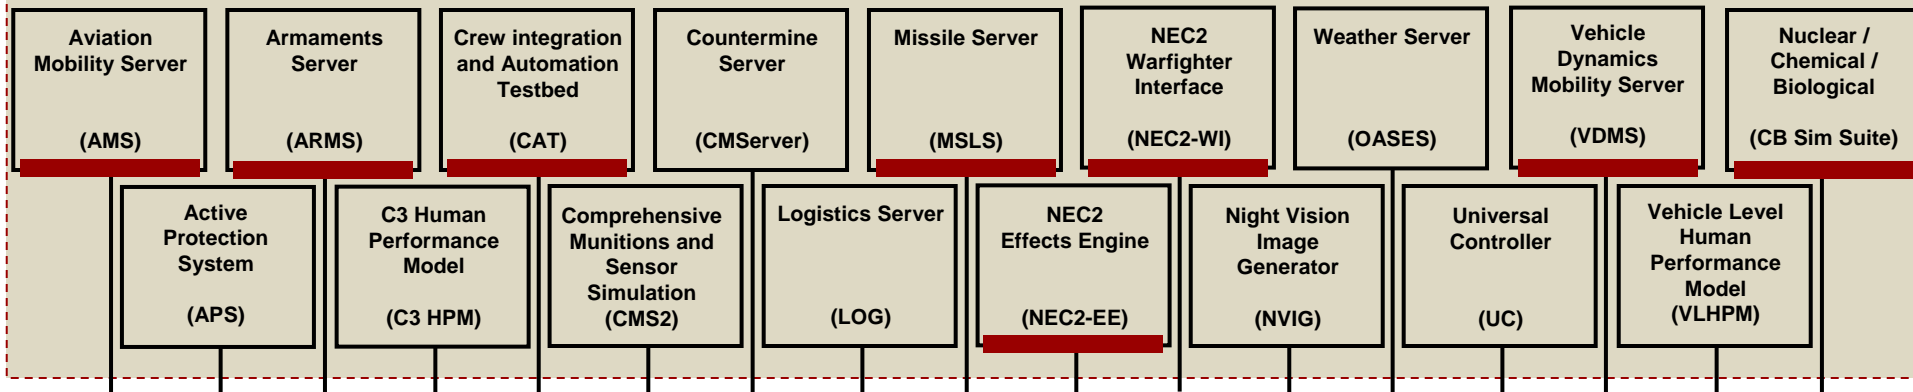 Aviation
Mobility Server
(AMS)
Armaments
Server
(ARMS)
Crew integration
and Automation
Testbed
(CAT)
Countermine
Server
(CMServer)
Missile Server
(MSLS)
NEC2
Warfighter
Interface
(NEC2-WI)
Weather Server
(OASES)
Vehicle
Dynamics
Mobility Server
(VDMS)
Nuclear /
Chemical /
Biological
(CB Sim Suite)
Active
Protection
System
(APS)
C3 Human
Performance
Model
(C3 HPM)
Comprehensive
Munitions and
Sensor
Simulation
(CMS2)
Logistics Server
(LOG)
NEC2
Effects Engine
(NEC2-EE)
Night Vision
Image
Generator
(NVIG)
Universal
Controller
(UC)
Vehicle Level
Human
Performance
Model
(VLHPM)